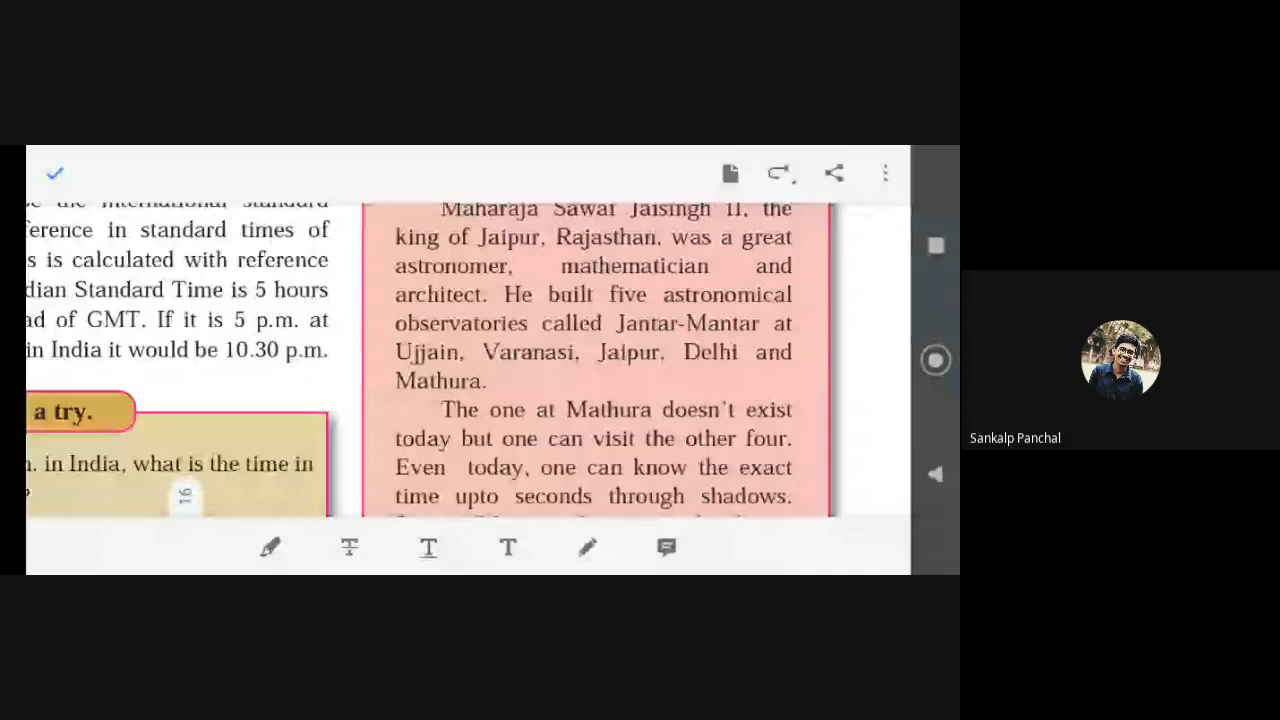 be the international standard
ference in standard times of
s is calculated with reference
dian Standard Time is 5 hours
ad of GMT. If it is 5 p.m. at
in India it would be 10.30 p.m.
a try.
. in India, what is the time in
?
16
Maharaja Sawai Jaisingh II, the
king of Jaipur, Rajasthan, was a great
astronomer, mathematician and
architect. He built five astronomical
observatories called Jantar-Mantar at
Ujjain, Varanasi, Jaipur, Delhi and
Mathura.
The one at Mathura doesn't exist
today but one can visit the other four.
Even today, one can know the exact
time upto seconds through shadows.
T
T
T
Sankalp Panchal